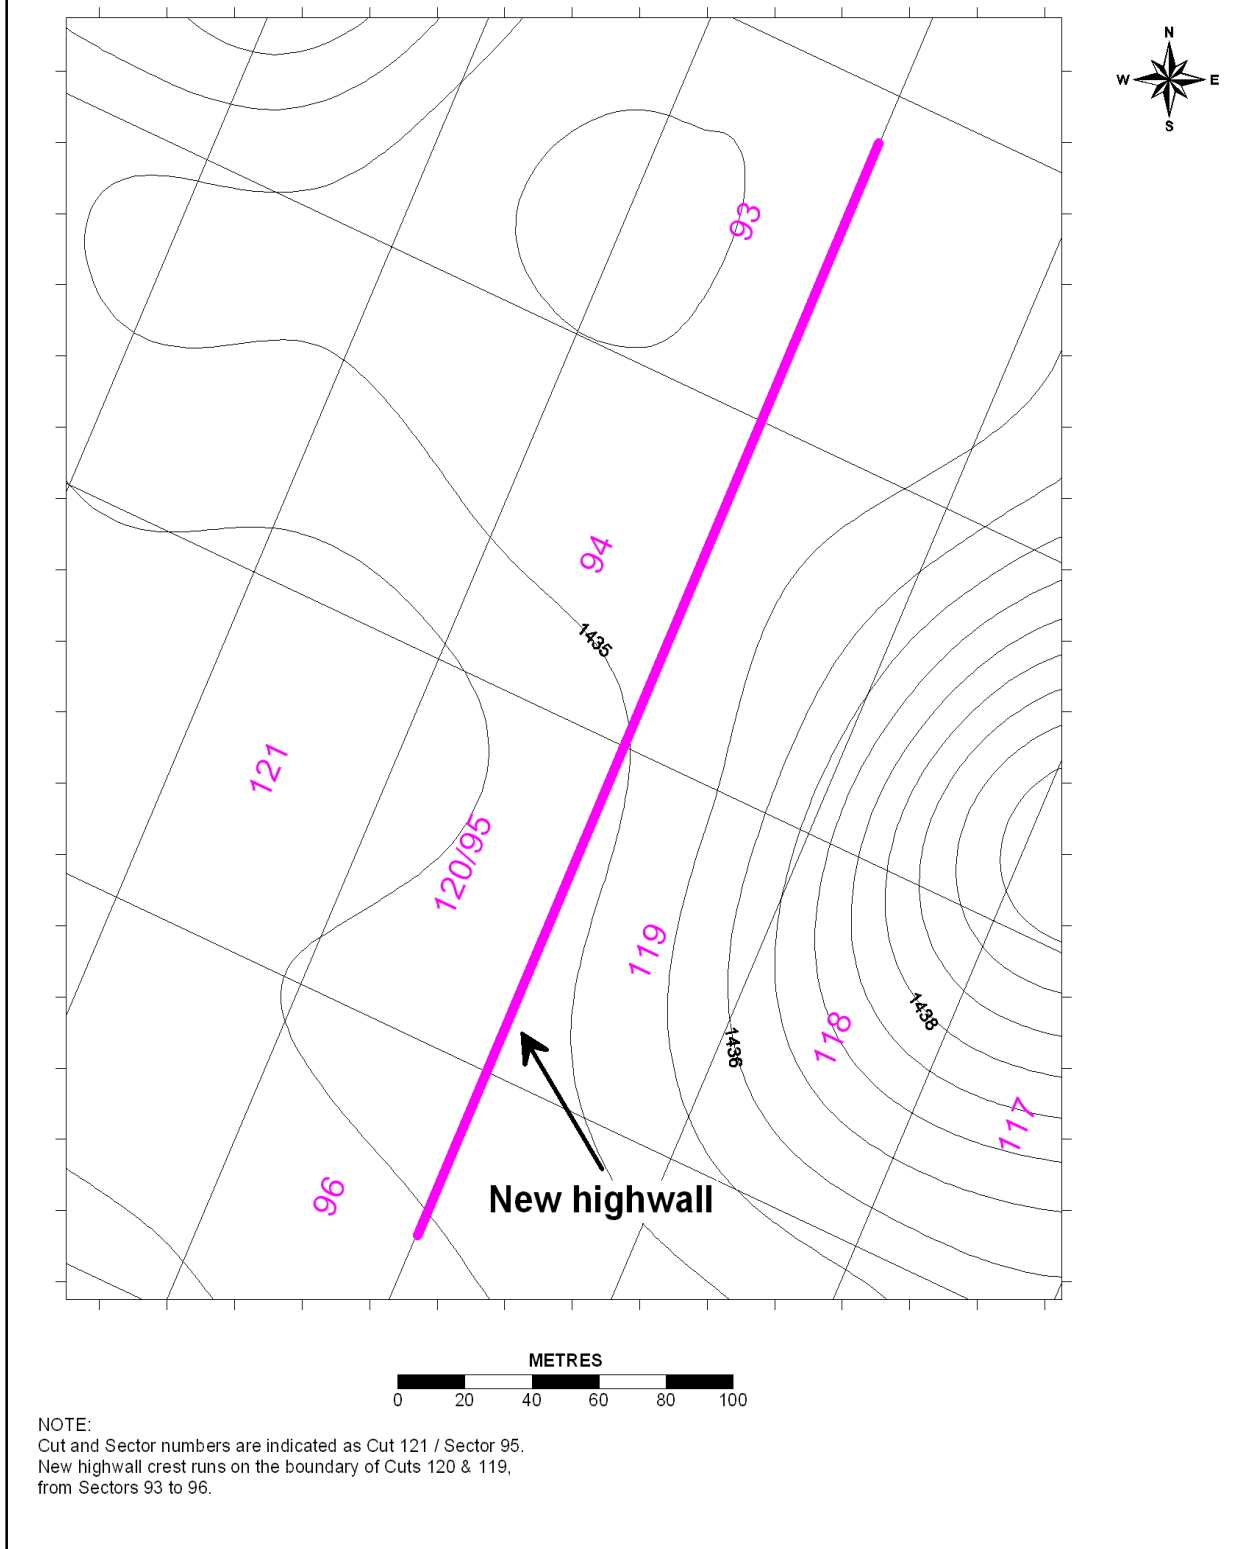 N
W E
S
93
94
1435
121
120/95
119
1438
118
1436
117
96
New highwall
METRES
0 20 40 60 80 100
NOTE:
Cut and Sector numbers are indicated as Cut 121 / Sector 95.
New highwall crest runs on the boundary of Cuts 120 & 119,
from Sectors 93 to 96.